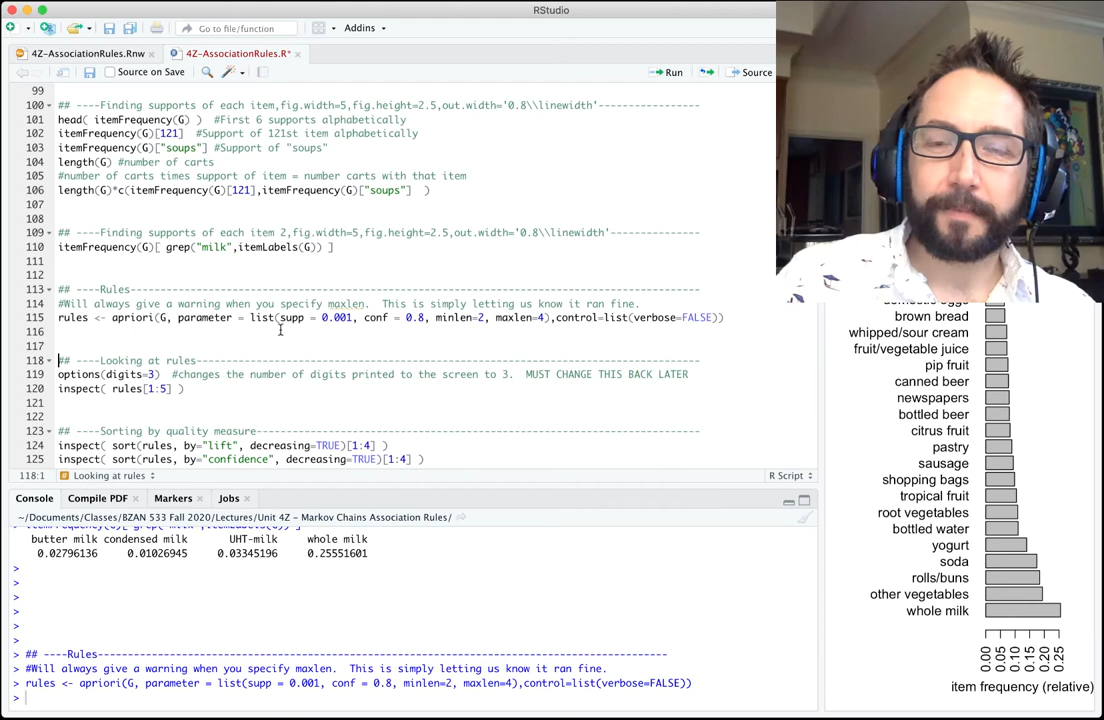 RStudio
Go to file/function
Addins
4Z-AssociationRules.Rnw
4Z-AssociationRules.R*
Source on Save
Run
Source
99
100 ## ----Finding supports of each item,fig.width=5,fig.height=2.5,out.width='0.8\\linewidth'-----------------
101 head( itemFrequency(G) )  #First 6 supports alphabetically
102 itemFrequency(G)[121]  #Support of 121st item alphabetically
103 itemFrequency(G)["soups"] #Support of "soups"
104 length(G) #number of carts
105 #number of carts times support of item = number carts with that item
106 length(G)*c(itemFrequency(G)[121],itemFrequency(G)["soups"]  )
107
108
109 ## ----Finding supports of each item 2,fig.width=5,fig.height=2.5,out.width='0.8\\linewidth'---------------
110 itemFrequency(G)[ grep("milk",itemLabels(G)) ]
111
112
113 ## ----Rules-----------------------------------------------------------------------------------------------
114 #Will always give a warning when you specify maxlen.  This is simply letting us know it ran fine.
115 rules <- apriori(G, parameter = list(supp = 0.001, conf = 0.8, minlen=2, maxlen=4),control=list(verbose=FALSE))
116
117
118 ## ----Looking at rules------------------------------------------------------------------------------------
119 options(digits=3)  #changes the number of digits printed to the screen to 3.  MUST CHANGE THIS BACK LATER
120 inspect( rules[1:5] )
121
122
123 ## ----Sorting by quality measure--------------------------------------------------------------------------
124 inspect( sort(rules, by="lift", decreasing=TRUE)[1:4] )
125 inspect( sort(rules, by="confidence", decreasing=TRUE)[1:4] )
118:1
Looking at rules
R Script
Console
Compile PDF
Markers
Jobs
~/Documents/Classes/BZAN 533 Fall 2020/Lectures/Unit 4Z - Markov Chains Association Rules/
butter milk condensed milk UHT-milk whole milk
0.02796136 0.01026945 0.03345196 0.25551601
>
>
>
>
>
>
> ## ----Rules-----------------------------------------------------------------------------------------------
> #Will always give a warning when you specify maxlen.  This is simply letting us know it ran fine.
> rules <- apriori(G, parameter = list(supp = 0.001, conf = 0.8, minlen=2, maxlen=4),control=list(verbose=FALSE))
>
brown bread
whipped/sour cream
fruit/vegetable juice
pip fruit
canned beer
newspapers
bottled beer
citrus fruit
pastry
sausage
shopping bags
tropical fruit
root vegetables
bottled water
yogurt
soda
rolls/buns
other vegetables
whole milk
0.00
0.05
0.10
0.15
0.20
0.25
item frequency (relative)